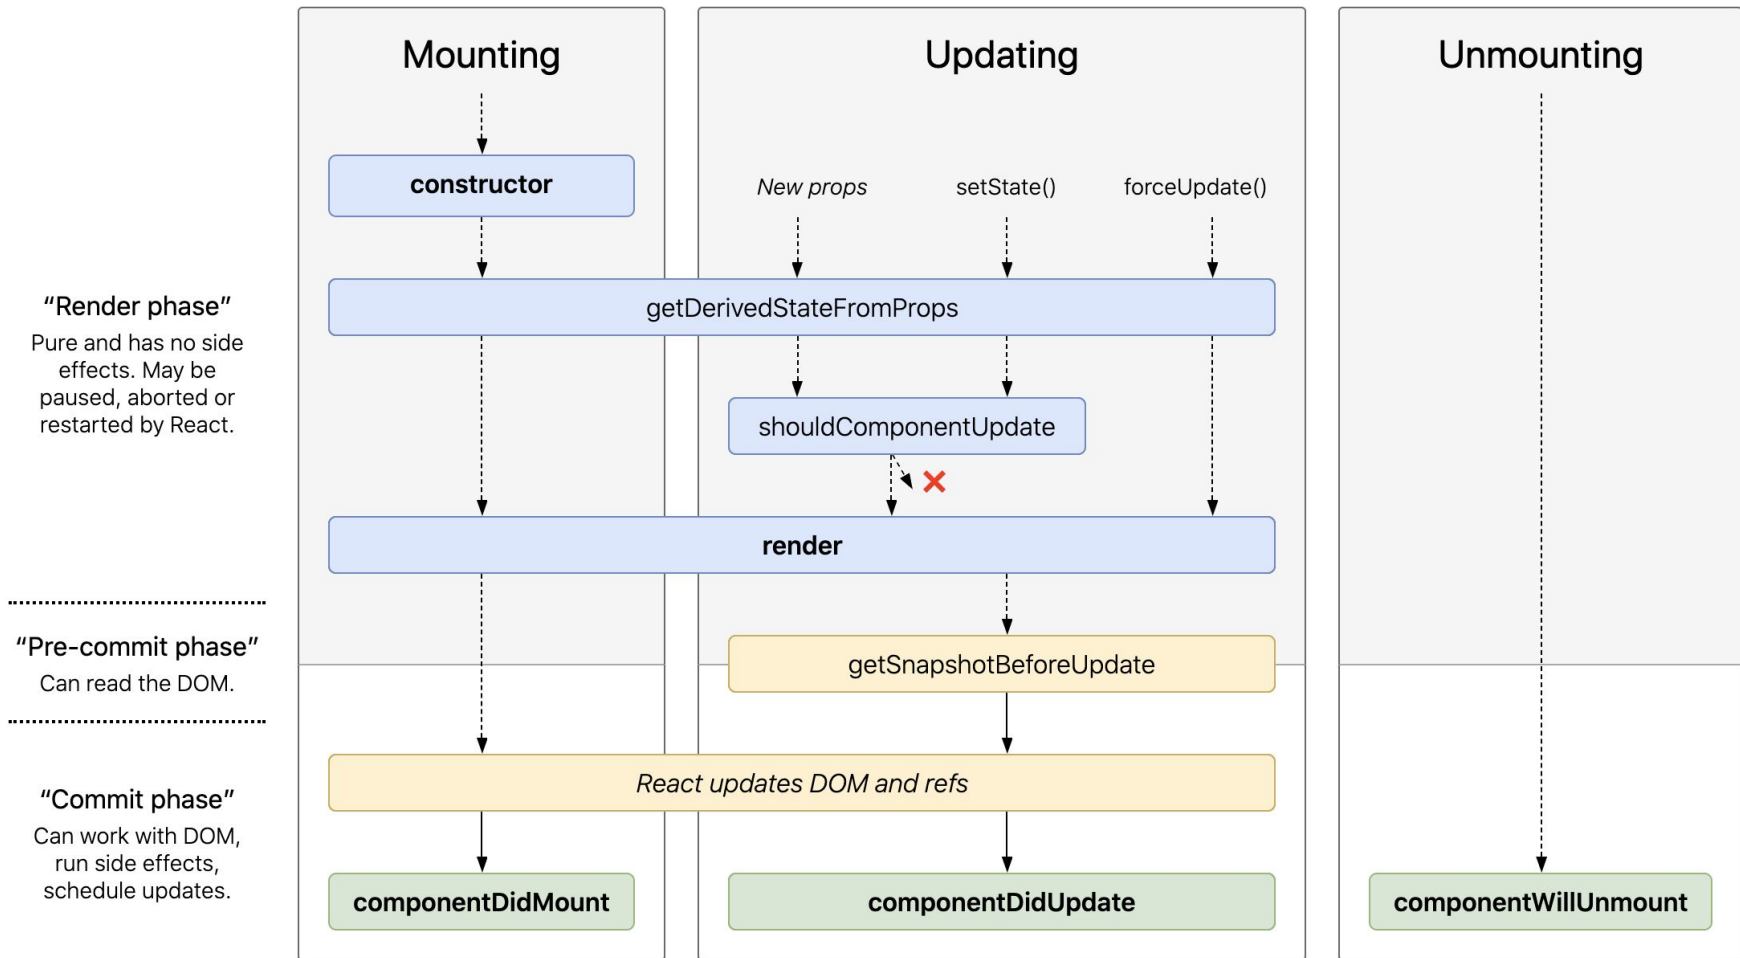 Mounting
Updating
Unmounting
constructor
New props
setState()
forceUpdate()
“Render phase”
Pure and has no side
effects. May be
paused, aborted or
restarted by React.
getDerivedStateFromProps
shouldComponentUpdate
render
“Pre-commit phase”
Can read the DOM.
getSnapshotBeforeUpdate
“Commit phase”
Can work with DOM,
run side effects,
schedule updates.
React updates DOM and refs
componentDidMount
componentDidUpdate
componentWillUnmount